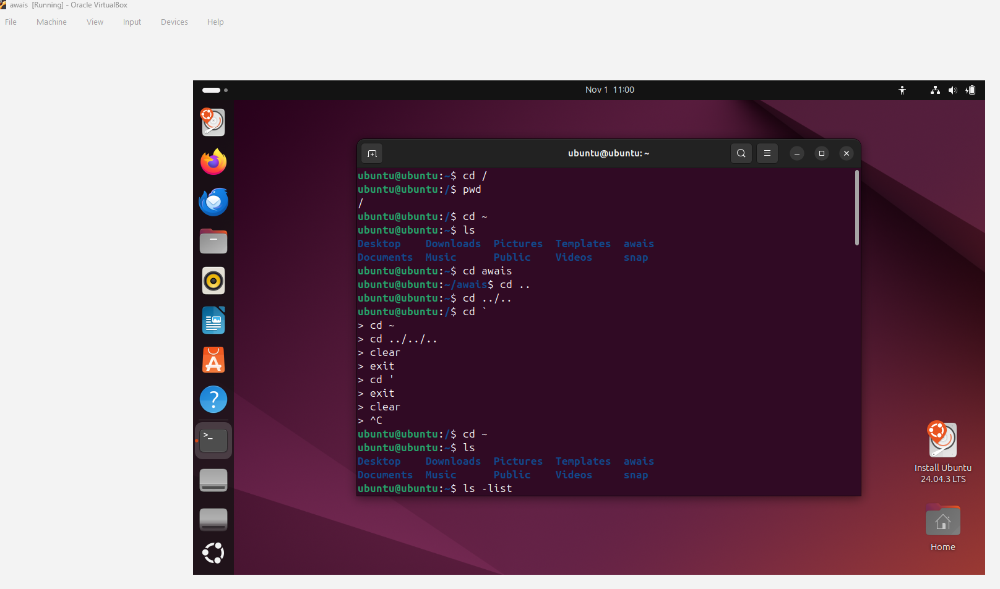 awais [Running] - Oracle VirtualBox
File Machine View Input Devices Help
Nov 1 11:00
ubuntu@ubuntu: ~
ubuntu@ubuntu:~$ cd /
ubuntu@ubuntu:/$ pwd
/
ubuntu@ubuntu:/$ cd ~
ubuntu@ubuntu:~$ ls
Desktop Downloads Pictures Templates awais
Documents Music Public Videos snap
ubuntu@ubuntu:~$ cd awais
ubuntu@ubuntu:~/awais$ cd ..
ubuntu@ubuntu:~$ cd ../..
ubuntu@ubuntu:/$ cd `
> cd ~
> cd ../../..
> clear
> exit
> cd '
> exit
> clear
> ^C
ubuntu@ubuntu:/$ cd ~
ubuntu@ubuntu:~$ ls
Desktop Downloads Pictures Templates awais
Documents Music Public Videos snap
ubuntu@ubuntu:~$ ls -list
Install Ubuntu
24.04.3 LTS
Home